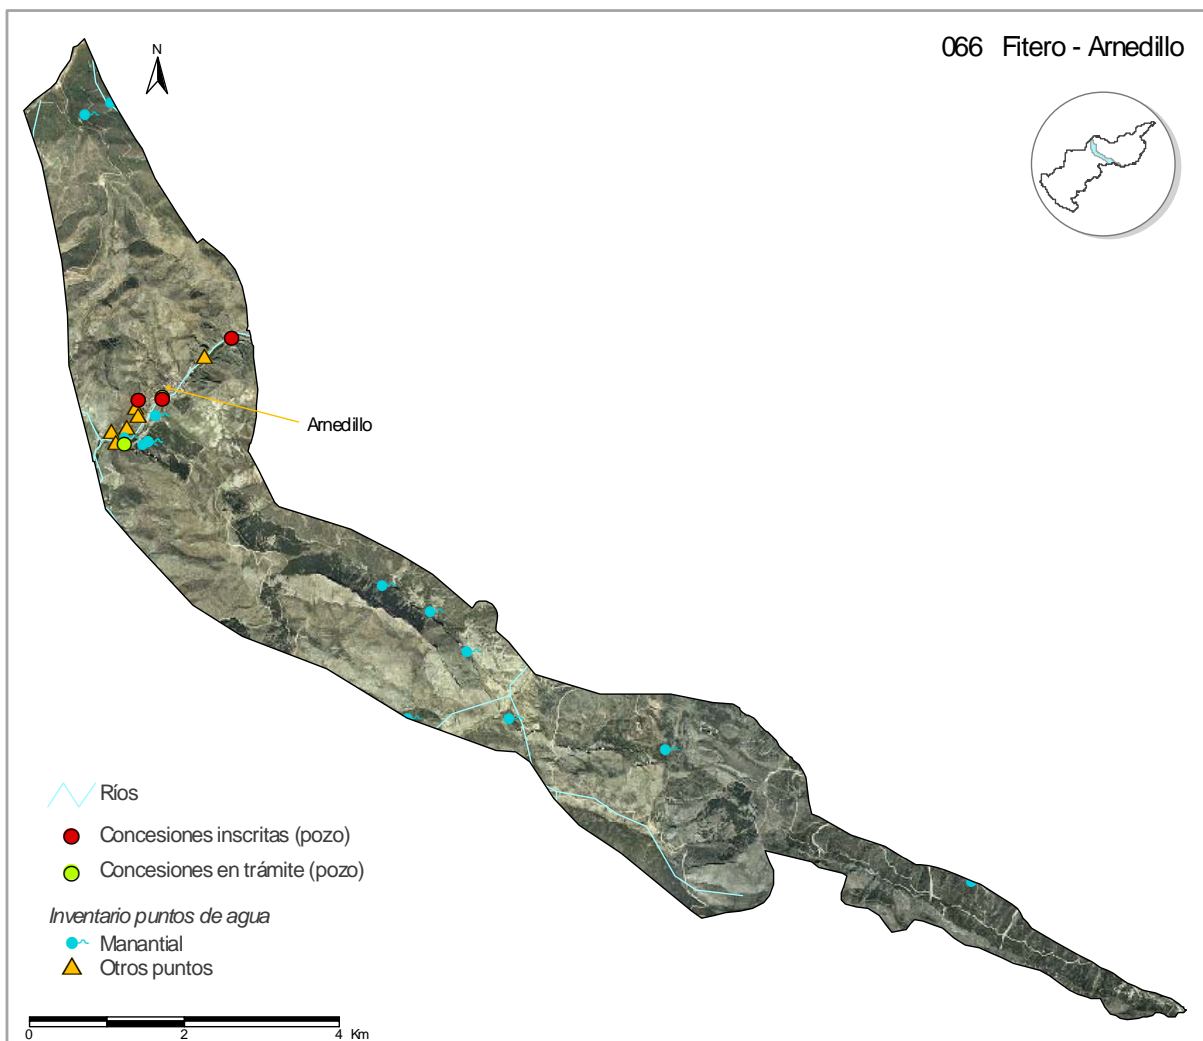 066 Fitero - Arnedillo
N
Arnedillo
Ríos
Concesiones inscritas (pozo)
Concesiones en trámite (pozo)
Inventario puntos de agua
Manantial
Otros puntos
0 2 4 Km